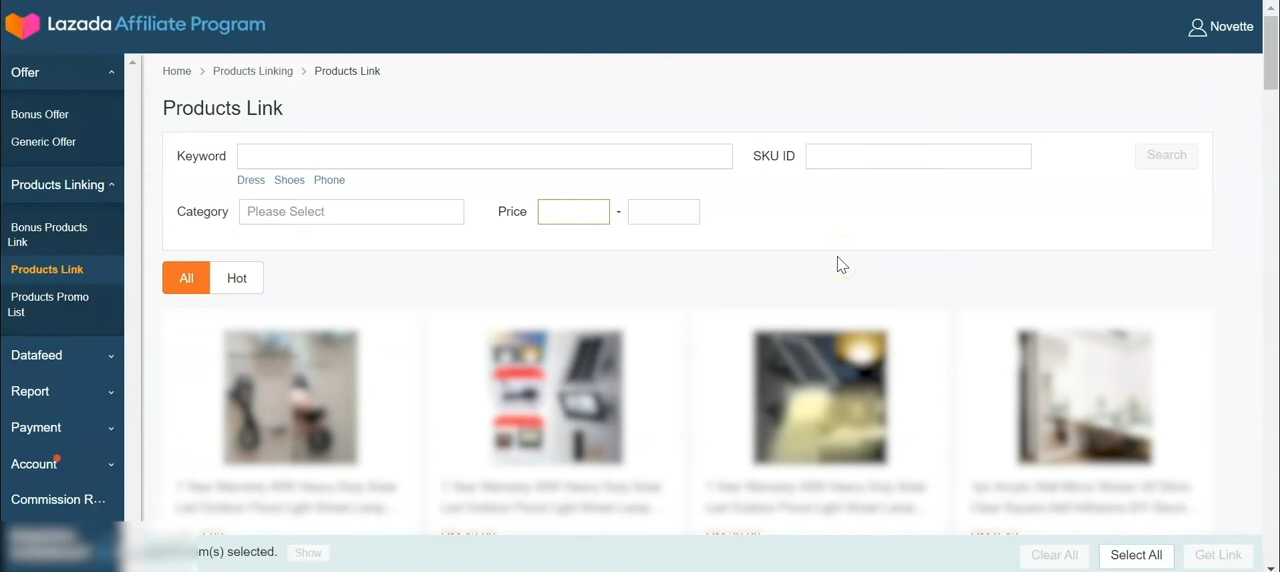 Lazada Affiliate Program
Novette
Offer
Bonus Offer
Generic Offer
Products Linking
Bonus Products
Link
Products Link
Products Promo
List
Datafeed
Report
Payment
Account
Commission R...
Home > Products Linking > Products Link
Products Link
Keyword
SKU ID
Search
Dress Shoes Phone
Category Please Select Price -
All Hot
m(s) selected. Show
Clear All Select All Get Link